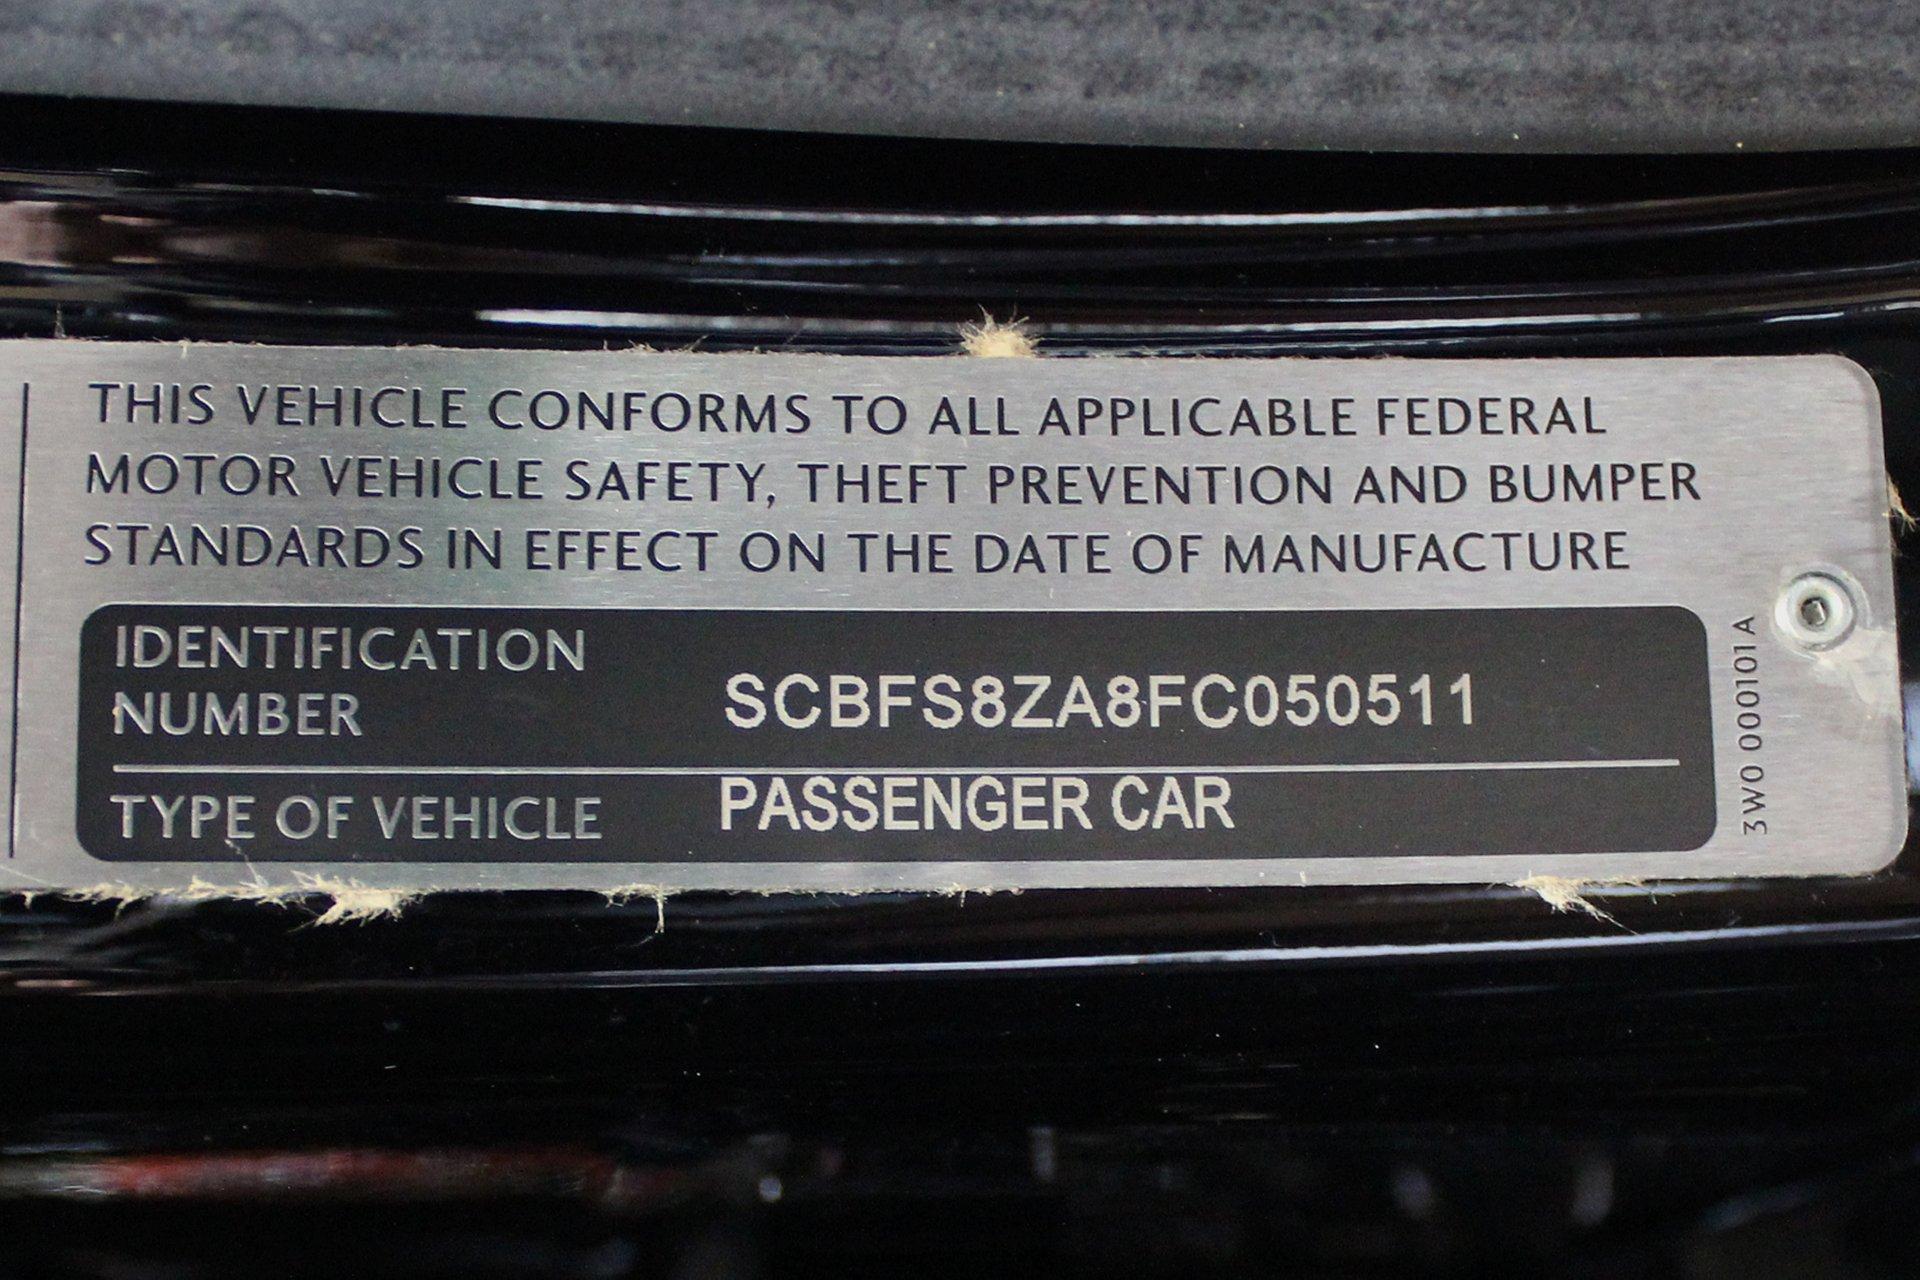 THIS VEHICLE CONFORMS TO ALL APPLICABLE FEDERAL
MOTOR VEHICLE SAFETY, THEFT PREVENTION AND BUMPER
STANDARDS IN EFFECT ON THE DATE OF MANUFACTURE
IDENTIFICATION
NUMBER
SCBFS8ZA8FC050511
TYPE OF VEHICLE
PASSENGER CAR
3W0 000101 A